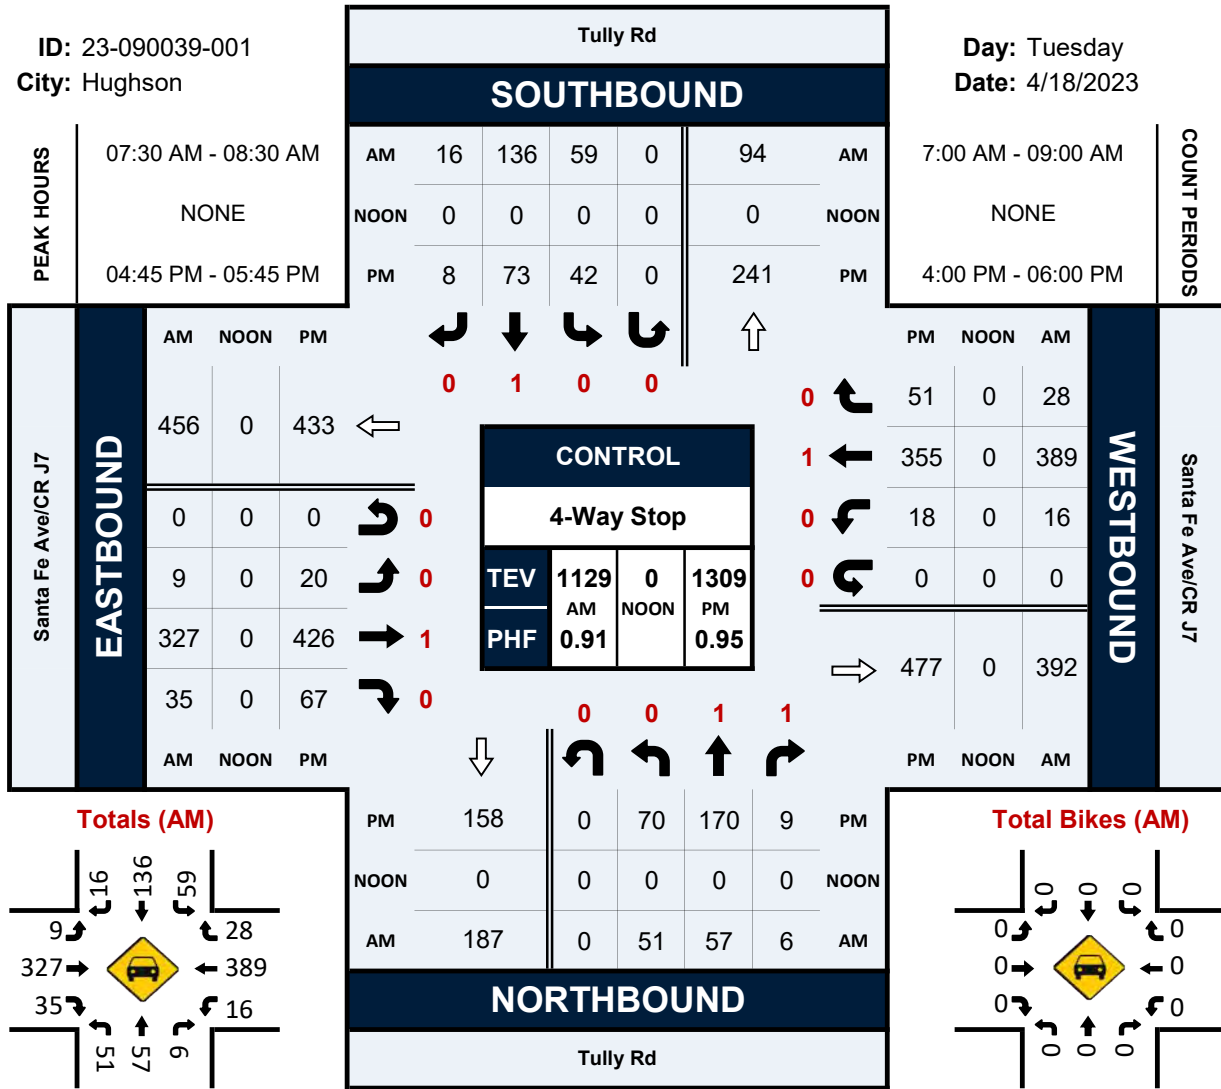 Tully Rd
ID: 23-090039-001
Day: Tuesday
City: Hughson
SOUTHBOUND
Date: 4/18/2023
PEAK HOURS
07:30 AM - 08:30 AM
AM 16 136 59 0 94 AM
7:00 AM - 09:00 AM
COUNT PERIODS
NONE
NOON 0 0 0 0 0 NOON
NONE
04:45 PM - 05:45 PM
PM 8 73 42 0 241 PM
4:00 PM - 06:00 PM
Santa Fe Ave/CR J7
EASTBOUND
AM NOON PM
456 0 433
0 0 0 0
9 0 20 0
327 0 426 1
35 0 67 0
AM NOON PM
0 1 0 0
CONTROL
4-Way Stop
TEV 1129 0 1309
AM NOON PM
PHF 0.91 0.95
PM NOON AM
0 51 0 28
1 355 0 389
0 18 0 16
0 0 0 0
477 0 392
PM NOON AM
WESTBOUND
Santa Fe Ave/CR J7
0 0 1 1
PM 158 0 70 170 9 PM
NOON 0 0 0 0 0 NOON
AM 187 0 51 57 6 AM
NORTHBOUND
Tully Rd
Totals (AM)
16 136 59
9 28
327 389
35 16
51 57 6
Total Bikes (AM)
0 0 0
0 0
0 0
0 0
0 0 0